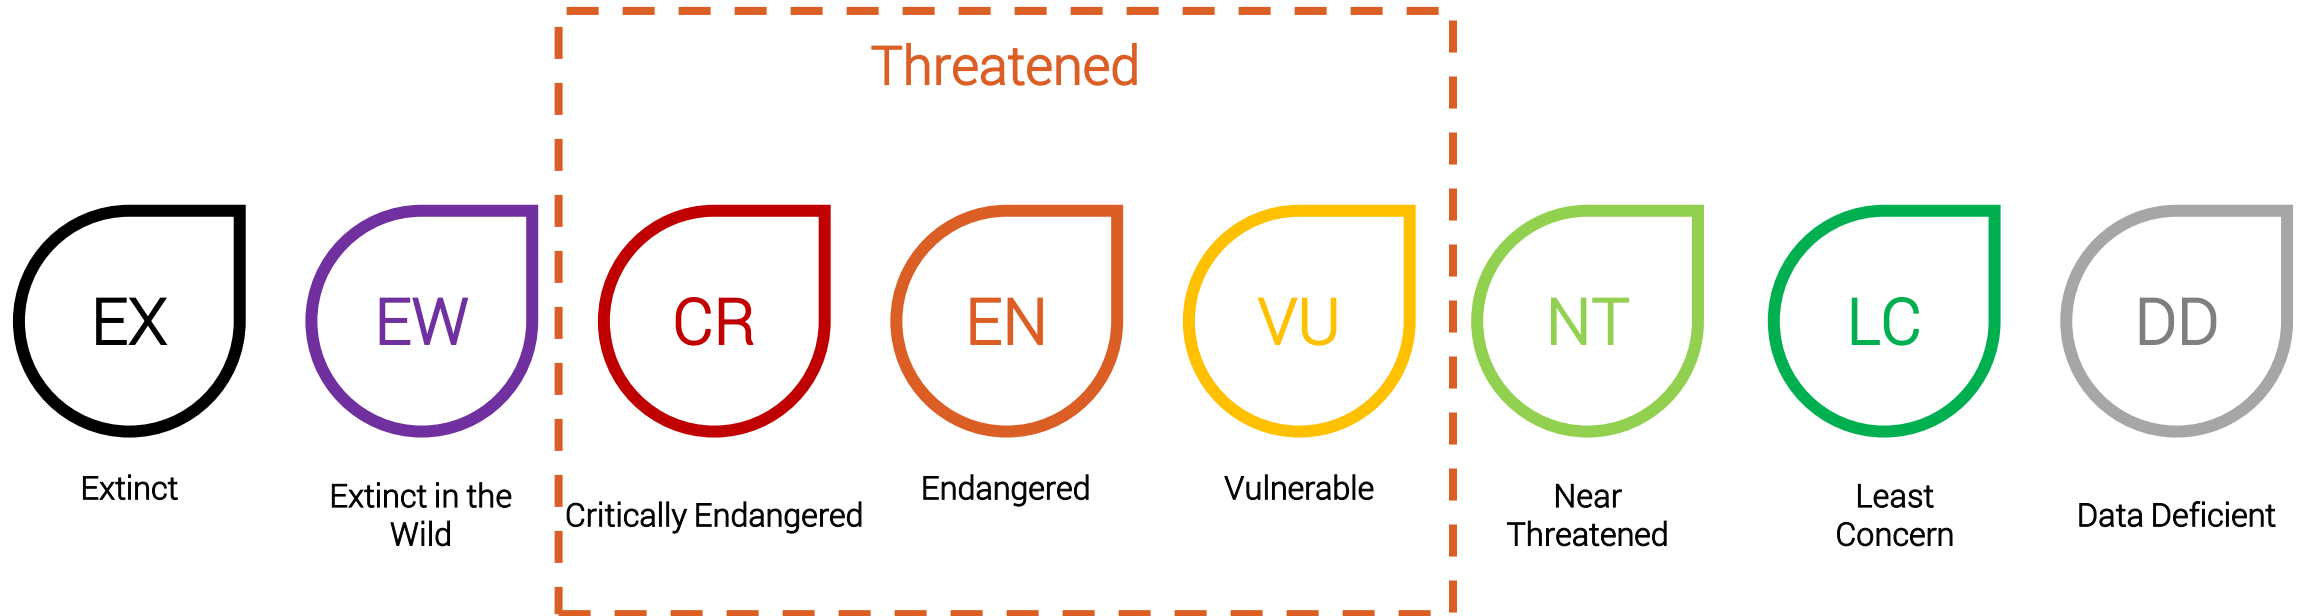 Threatened
EX
EW
CR
EN
VU
NT
LC
DD
Extinct
Extinct in the
Wild
Critically Endangered
Endangered
Vulnerable
Near
Threatened
Least
Concern
Data Deficient